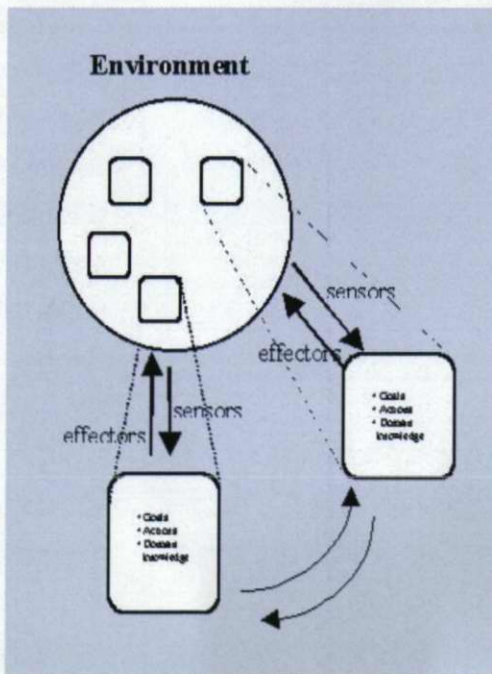 Environment
sensors
effectors
• Goals
• Actions
• Domain
knowledge
sensors
effectors
• Goals
• Actions
• Domain
knowledge